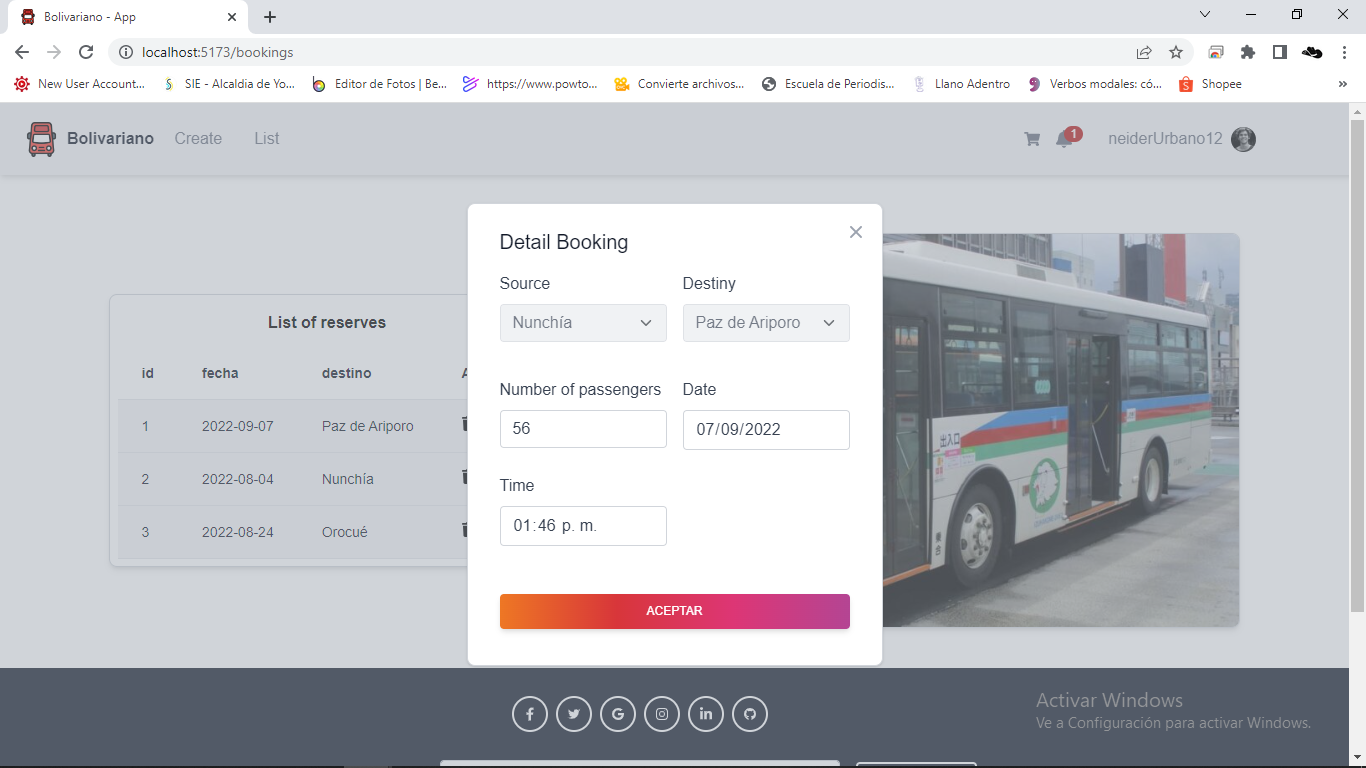 Bolivariano - App
localhost:5173/bookings
New User Account...
SIE - Alcaldia de Yo...
Editor de Fotos | Be...
https://www.powto...
Convierte archivos...
Escuela de Periodis...
Llano Adentro
Verbos modales: có...
Shopee
Bolivariano
Create
List
1
neiderUrbano12
Detail Booking
Source
Destiny
Nunchía
Paz de Ariporo
Number of passengers
Date
56
07/09/2022
Time
01:46 p. m.
ACEPTAR
List of reserves
id fecha destino
1 2022-09-07 Paz de Ariporo
2 2022-08-04 Nunchía
3 2022-08-24 Orocué
出入口
Activar Windows
Ve a Configuración para activar Windows.